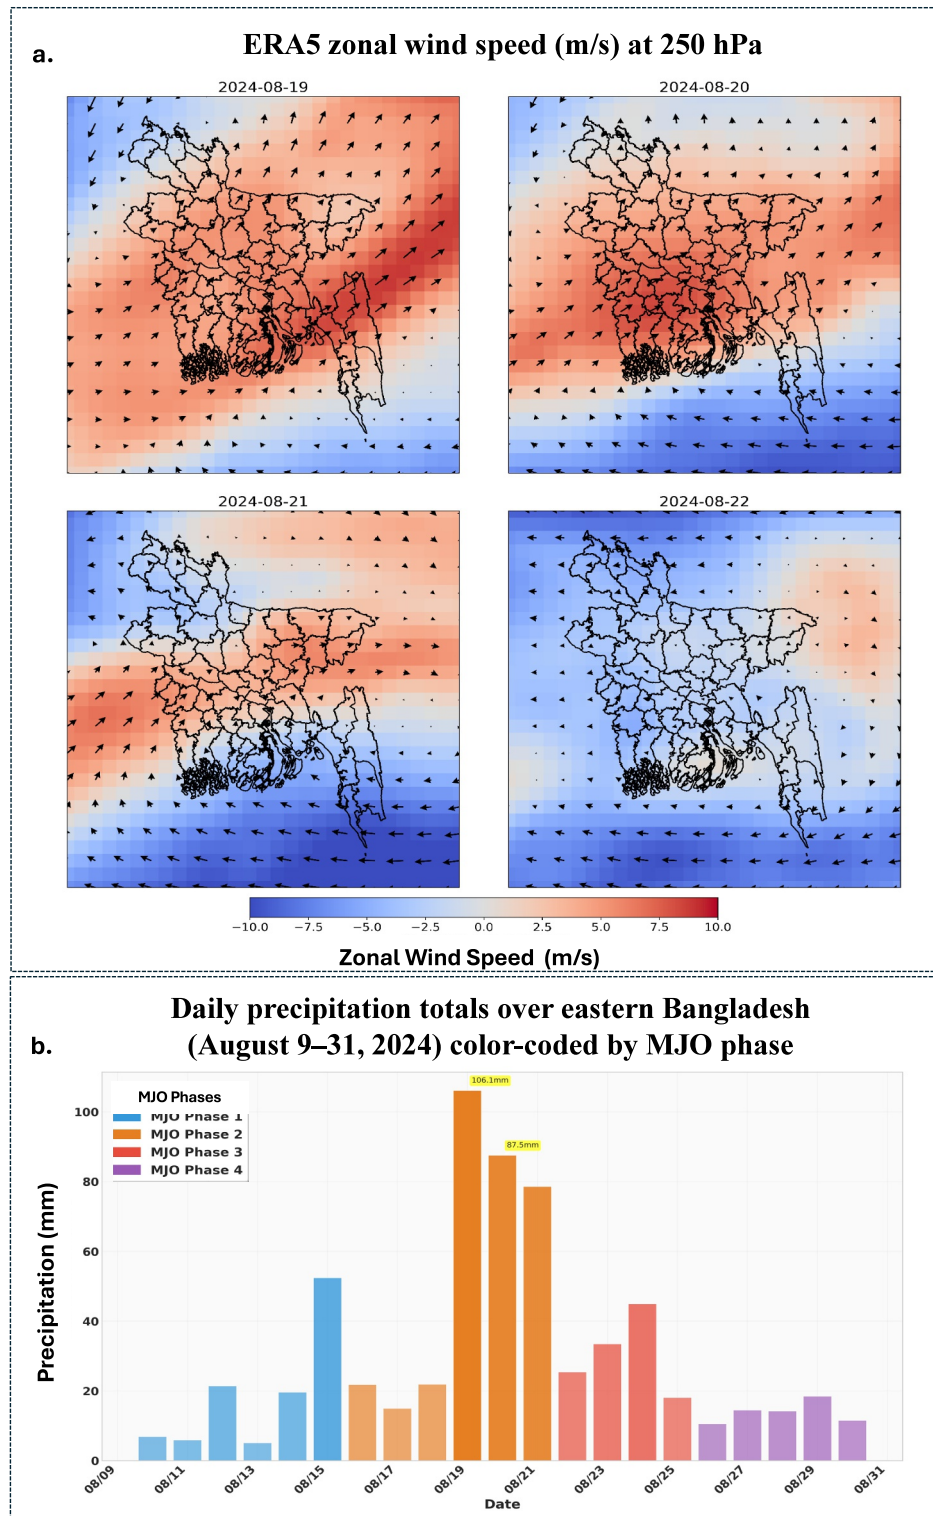 a.
ERA5 zonal wind speed (m/s) at 250 hPa
2024-08-19
2024-08-20
2024-08-21
2024-08-22
−10.0 −7.5 −5.0 −2.5 0.0 2.5 5.0 7.5 10.0
Zonal Wind Speed (m/s)
b.
Daily precipitation totals over eastern Bangladesh
(August 9–31, 2024) color-coded by MJO phase
106.1mm
87.5mm
MJO Phases
MJO Phase 1
MJO Phase 2
MJO Phase 3
MJO Phase 4
Precipitation (mm)
100
80
60
40
20
0
08/09 08/11 08/13 08/15 08/17 08/19 08/21 08/23 08/25 08/27 08/29 08/31
Date